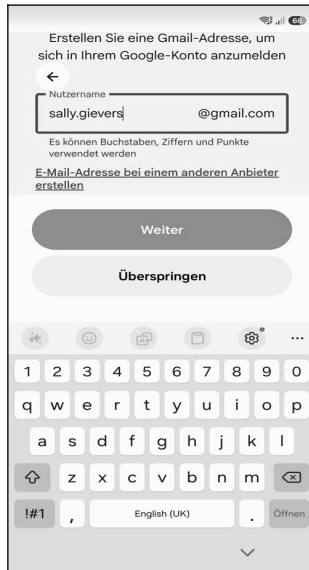 66
Erstellen Sie eine Gmail-Adresse, um
sich in Ihrem Google-Konto anzumelden
Nutzername
sally.gievers @gmail.com
Es können Buchstaben, Ziffern und Punkte
verwendet werden
E-Mail-Adresse bei einem anderen Anbieter
erstellen
Weiter
Überspringen
1 2 3 4 5 6 7 8 9 0
q w e r t y u i o p
a s d f g h j k l
z x c v b n m
!#1 , English (UK) . Öffnen